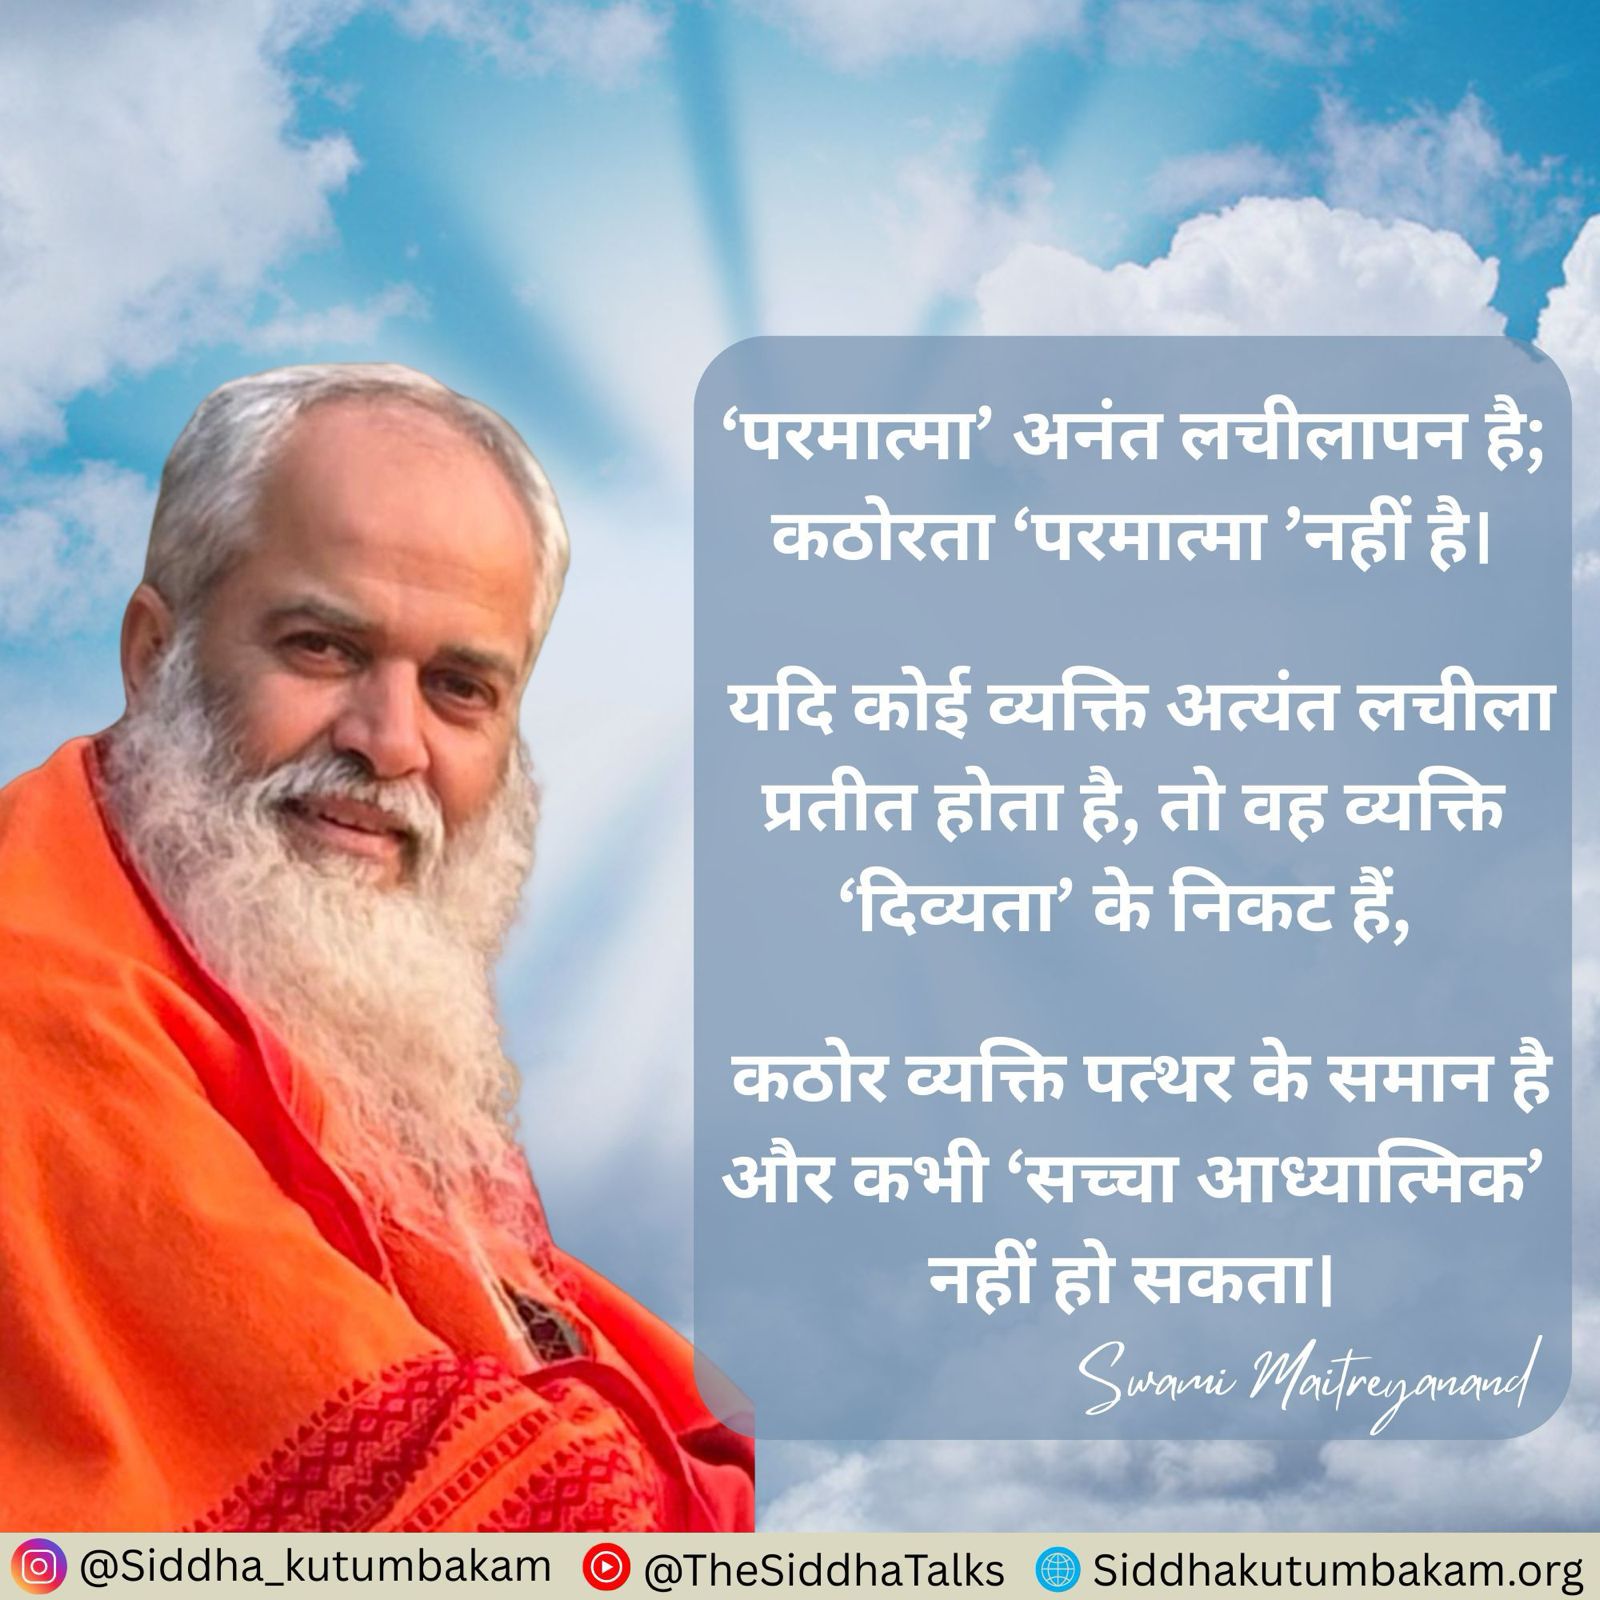 ‘परमात्मा’ अनंत लचीलापन है;
कठोरता ‘परमात्मा ’नहीं है।
यदि कोई व्यक्ति अत्यंत लचीला
प्रतीत होता है, तो वह व्यक्ति
‘दिव्यता’ के निकट हैं,
कठोर व्यक्ति पत्थर के समान है
और कभी ‘सच्चा आध्यात्मिक’
नहीं हो सकता।
Swami Maitreyanand
@Siddha_kutumbakam @TheSiddhaTalks Siddhakutumbakam.org